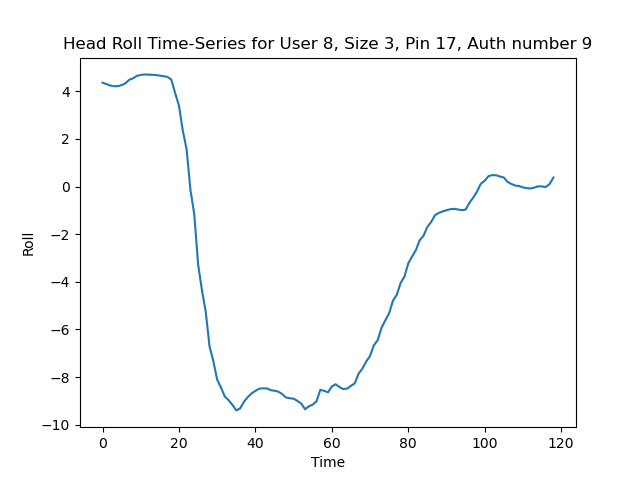 Head Roll Time-Series for User 8, Size 3, Pin 17, Auth number 9
4
2
0
−2
−4
−6
−8
−10
Roll
0 20 40 60 80 100 120
Time